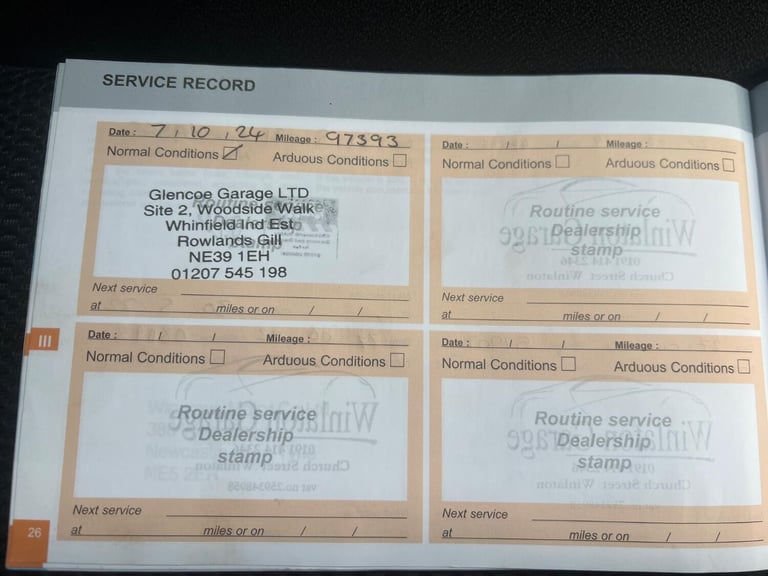 SERVICE RECORD
Date : 7 / 10 / 24 Mileage : 97393
Normal Conditions Arduous Conditions
Glencoe Garage LTD
Site 2, Woodside Walk
Whinfield Ind Est
Rowlands Gill
NE39 1EH
01207 545 198
Next service
at miles or on / /
Date : / / Mileage :
Normal Conditions Arduous Conditions
Routine service
Dealership
stamp
Next service
at miles or on / /
III
Date : / / Mileage :
Normal Conditions Arduous Conditions
Routine service
Dealership
stamp
Next service
at miles or on / /
Date : / / Mileage :
Normal Conditions Arduous Conditions
Routine service
Dealership
stamp
Next service
at miles or on / /
26